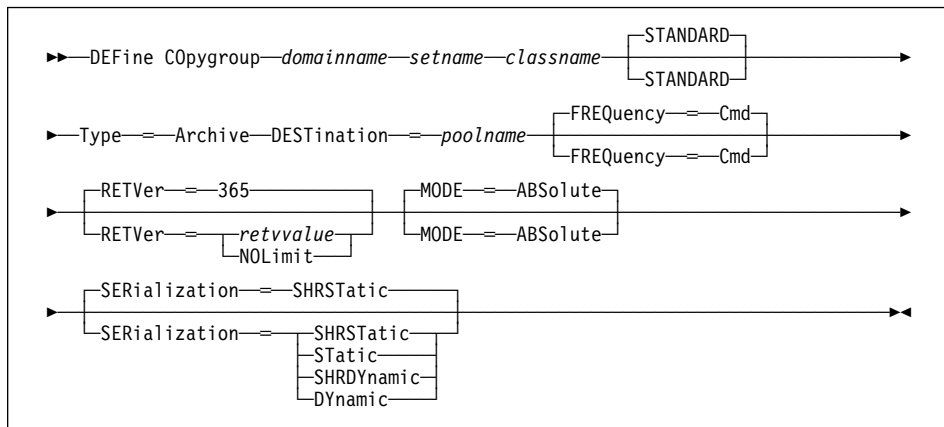 STANDARD
DEFine COpygroup domainname setname classname
STANDARD
FREQuency = Cmd
Type = Archive DESTination = poolname
FREQuency = Cmd
RETVer = 365 MODE = ABSolute
RETVer = retvvalue MODE = ABSolute
NOLimit
SERialization = SHRSTatic
SERialization = SHRSTatic
STatic
SHRDYnamic
DYnamic